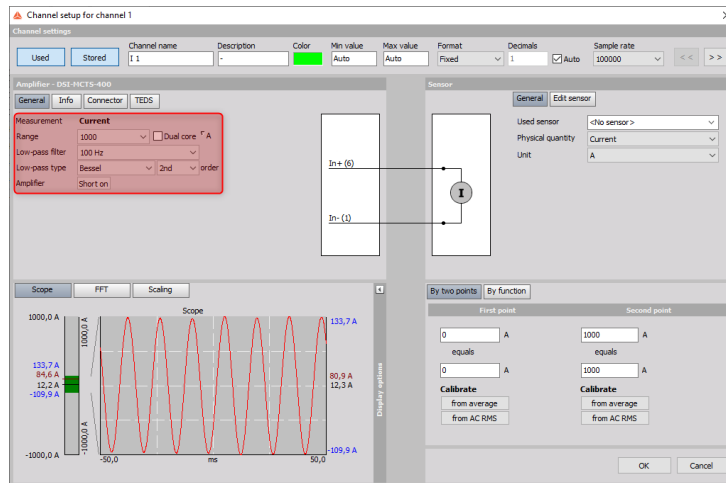 Channel setup for channel 1
Channel settings
Used Stored
Channel name
I 1
Description
-
Color
Min value
Auto
Max value
Auto
Format
Fixed
Decimals
1
Auto
Sample rate
100000
<< >>
Amplifier - DSI-MCTS-400
General Info Connector TEDS
Measurement Current
Range 1000 Dual core A
Low-pass filter 100 Hz
Low-pass type Bessel 2nd order
Amplifier Short on
In+ (6)
In- (1)
I
Sensor
General Edit sensor
Used sensor <No sensor>
Physical quantity Current
Unit A
Scope FFT Scaling
Scope
1000,0 A
133,7 A
84,6 A
12,2 A
-109,9 A
-1000,0 A
1000,0 A
-1000,0 A
133,7 A
80,9 A
12,3 A
-109,9 A
-50,0 ms 50,0
Display options
By two points By function
First point Second point
0 A 1000 A
equals equals
0 A 1000 A
Calibrate Calibrate
from average from average
from AC RMS from AC RMS
OK Cancel